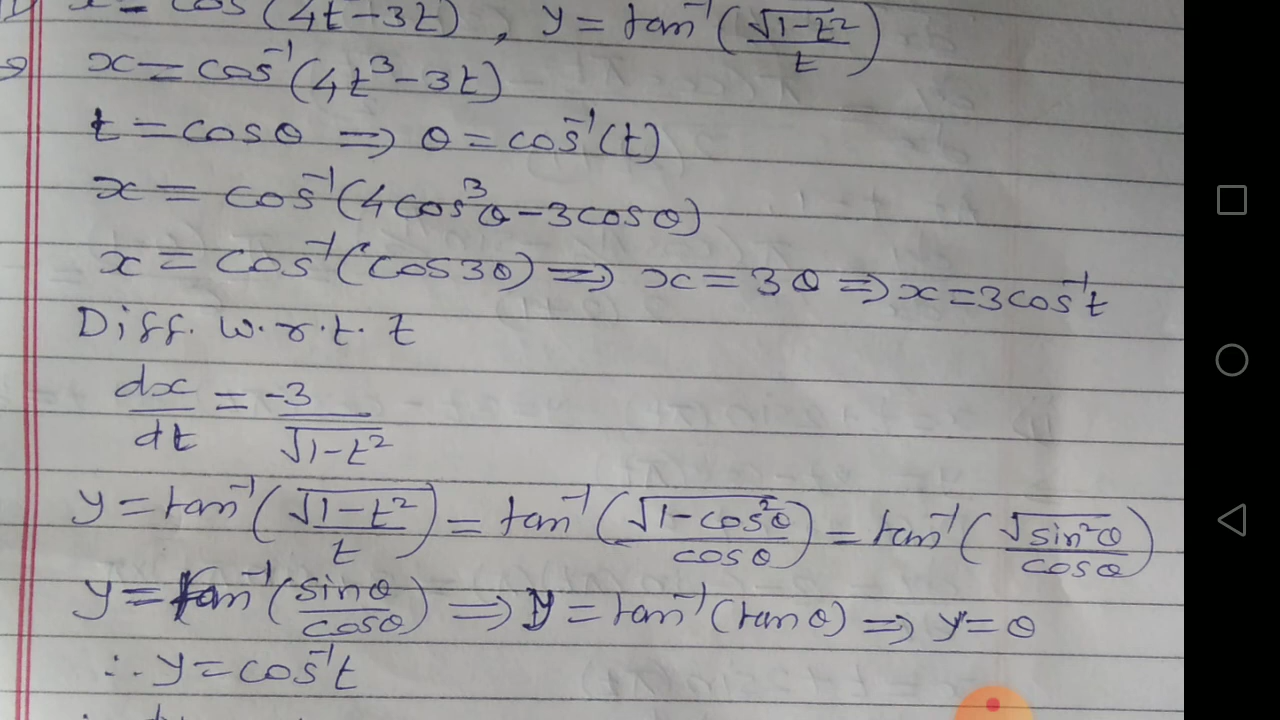 x = cos (4t-3t), y = tan⁻¹(√(1-t²)/t)
x = cos⁻¹(4t³-3t)
t = cosθ ⇒ θ = cos⁻¹(t)
x = cos⁻¹(4cos³θ-3cosθ)
x = cos⁻¹(cos3θ) ⇒ x = 3θ ⇒ x = 3cos⁻¹t
Diff. w.r.t. t
dx/dt = -3/√(1-t²)
y = tan⁻¹(√(1-t²)/t) = tan⁻¹(√(1-cos²θ)/cosθ) = tan⁻¹(√(sin²θ)/cosθ)
y = tan⁻¹(sinθ/cosθ) ⇒ y = tan⁻¹(tanθ) ⇒ y = θ
∴ y = cos⁻¹t